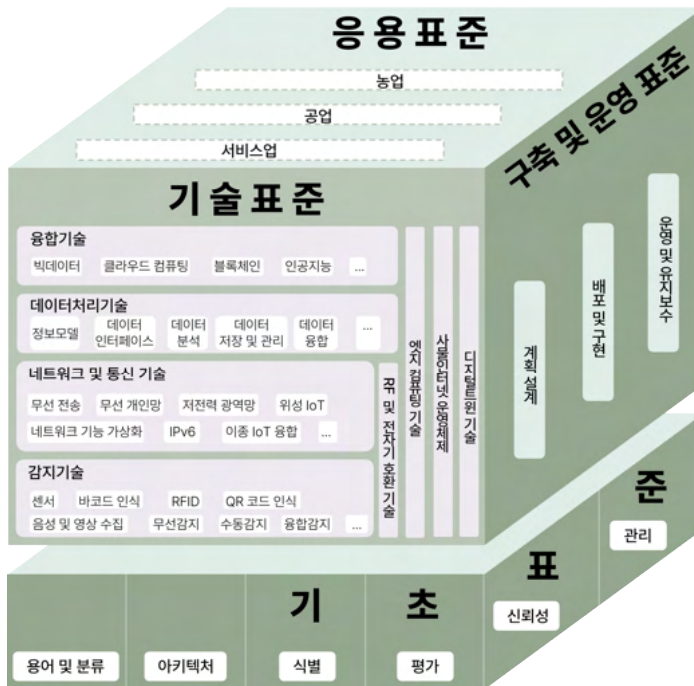 응용표준
농업
공업
서비스업
구축 및 운영 표준
계획 설계
배포 및 구현
운영 및 유지보수
기술표준
융합기술
빅데이터 클라우드 컴퓨팅 블록체인 인공지능 ...
데이터처리기술
정보모델 데이터 인터페이스 데이터 분석 데이터 저장 및 관리 데이터 융합 ...
네트워크 및 통신 기술
무선 전송 무선 개인망 저전력 광역망 위성 IoT
네트워크 기능 가상화 IPv6 이종 IoT 융합 ...
감지기술
센서 바코드 인식 RFID QR 코드 인식
음성 및 영상 수집 무선감지 수동감지 융합감지 ...
RF 및 전자기 호환 기술
엣지 컴퓨팅 기술
사물인터넷 운영체제
디지털트윈 기술
기초표준
용어 및 분류
아키텍처
식별
평가
신뢰성
관리